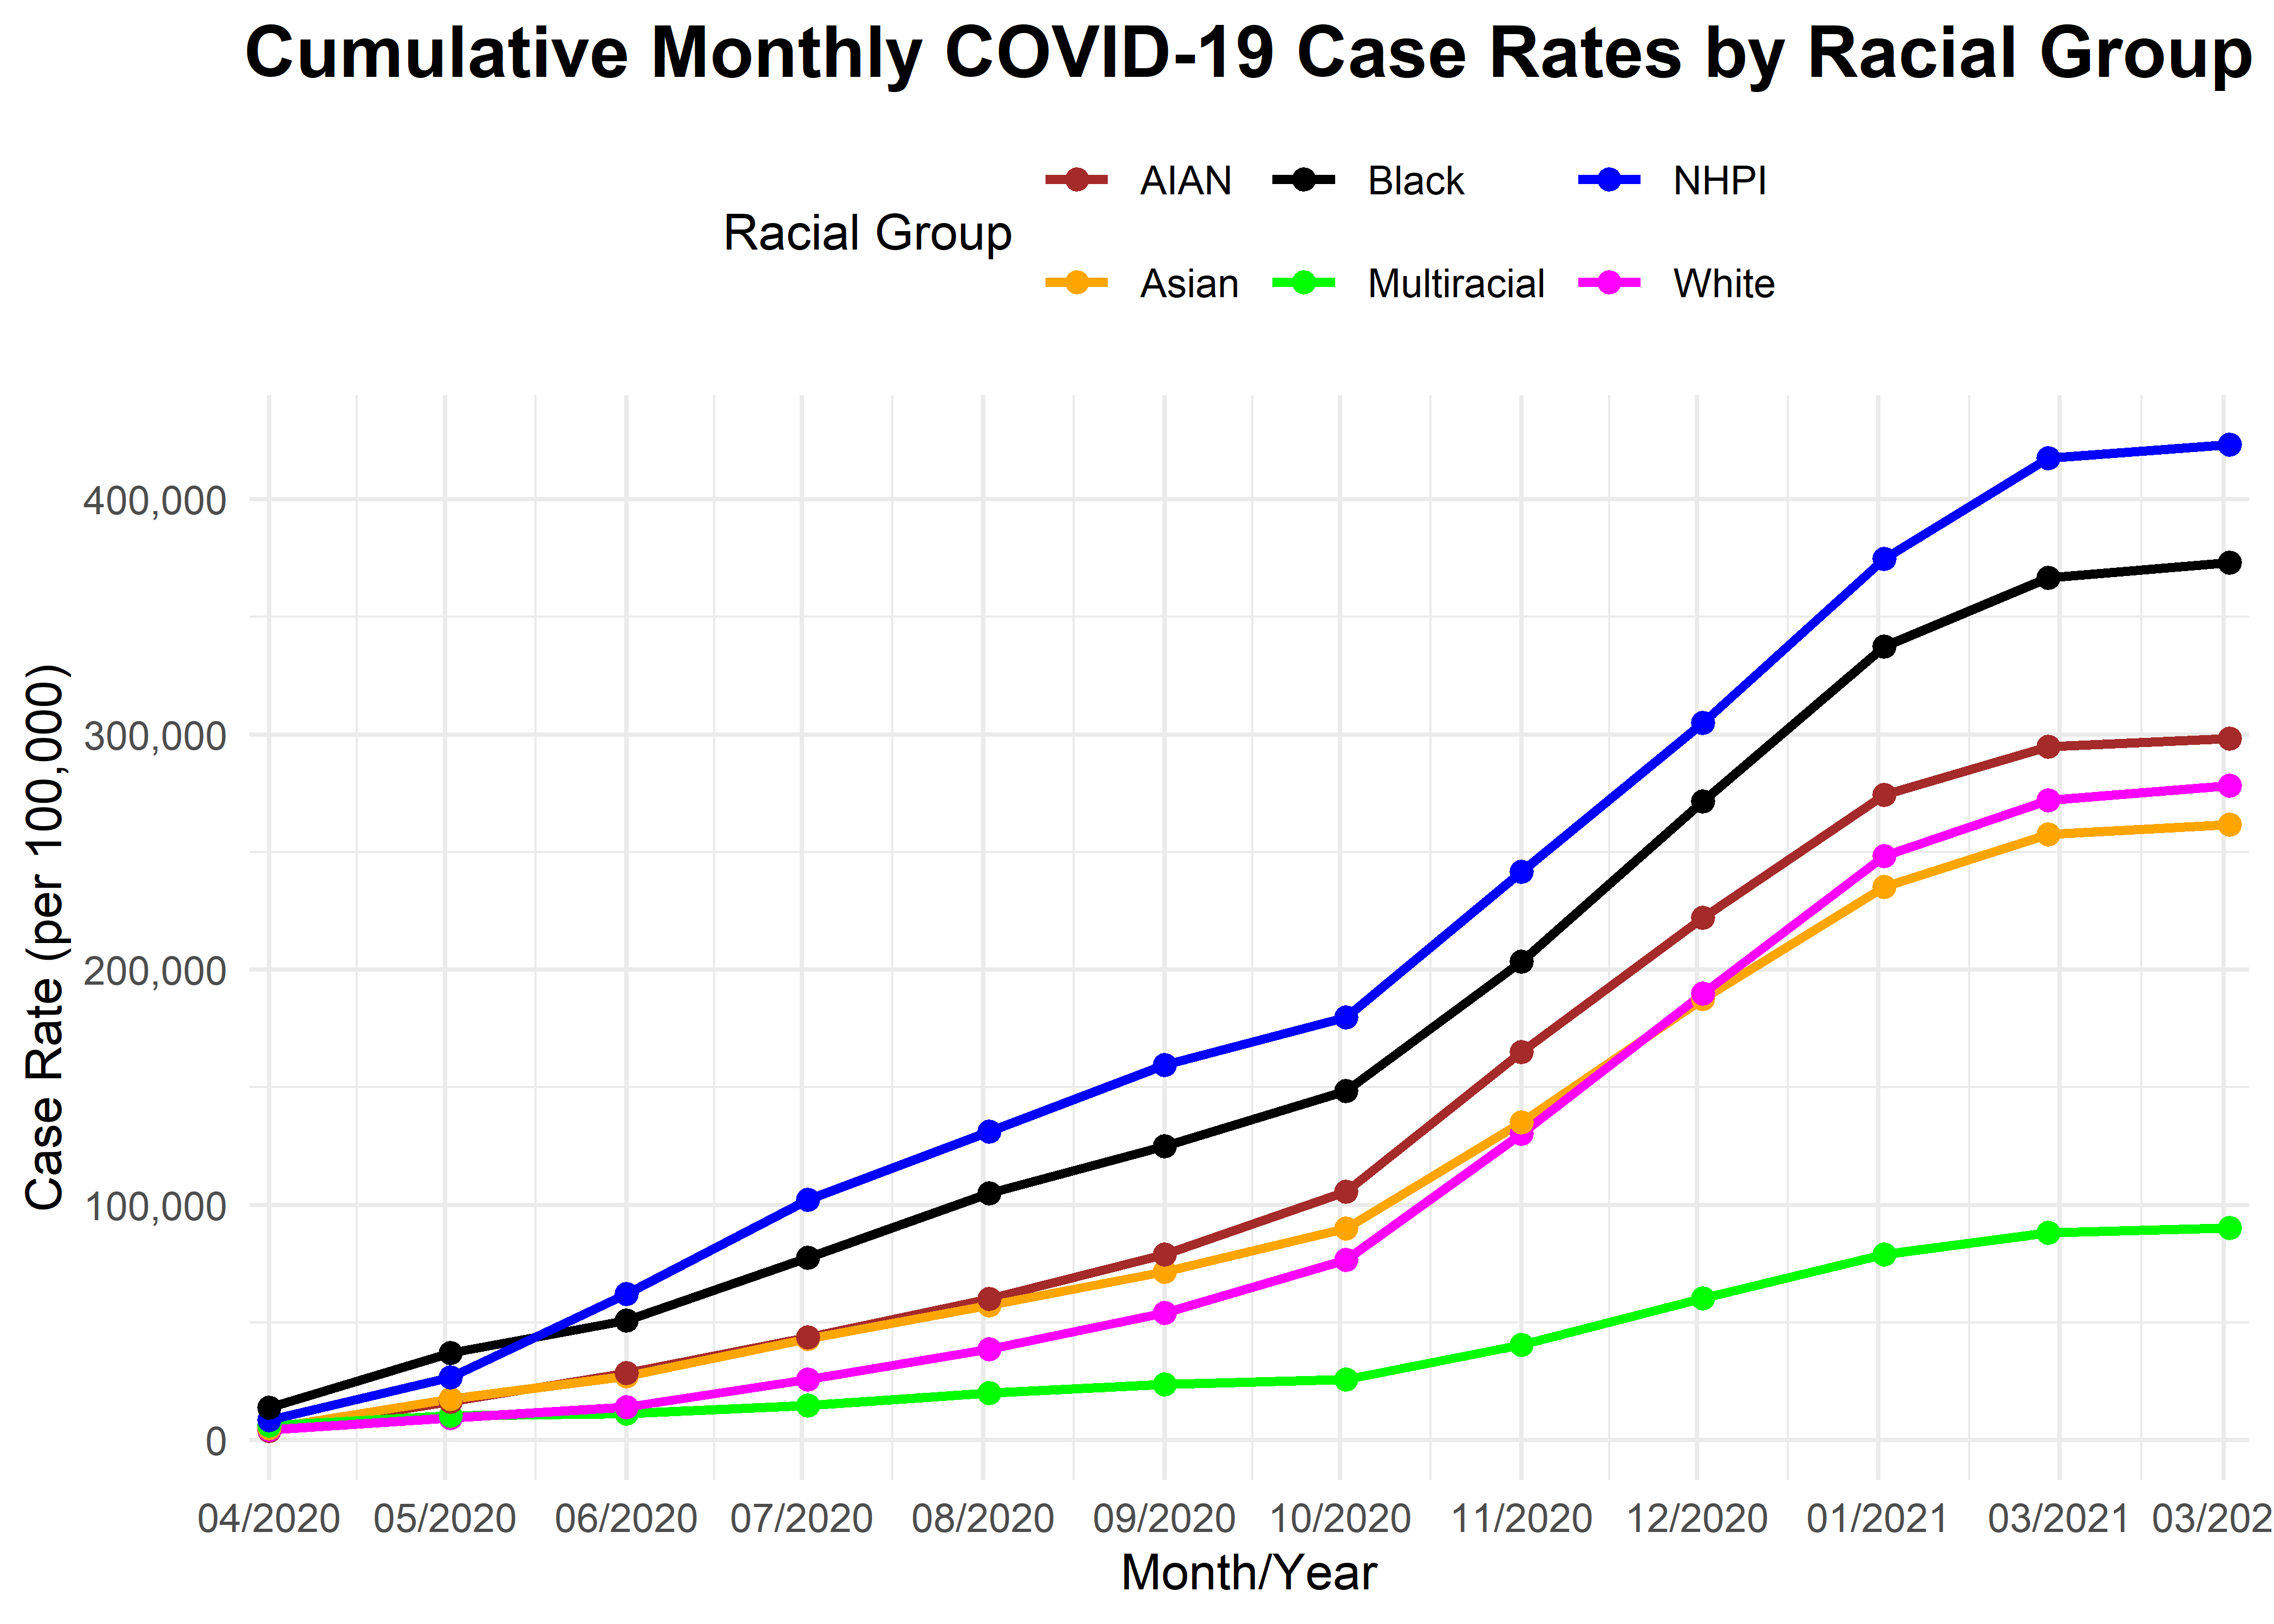 Cumulative Monthly COVID-19 Case Rates by Racial Group
Racial Group
AIAN Black NHPI
Asian Multiracial White
Case Rate (per 100,000)
400,000
300,000
200,000
100,000
0
04/2020 05/2020 06/2020 07/2020 08/2020 09/2020 10/2020 11/2020 12/2020 01/2021 03/2021 03/202
Month/Year